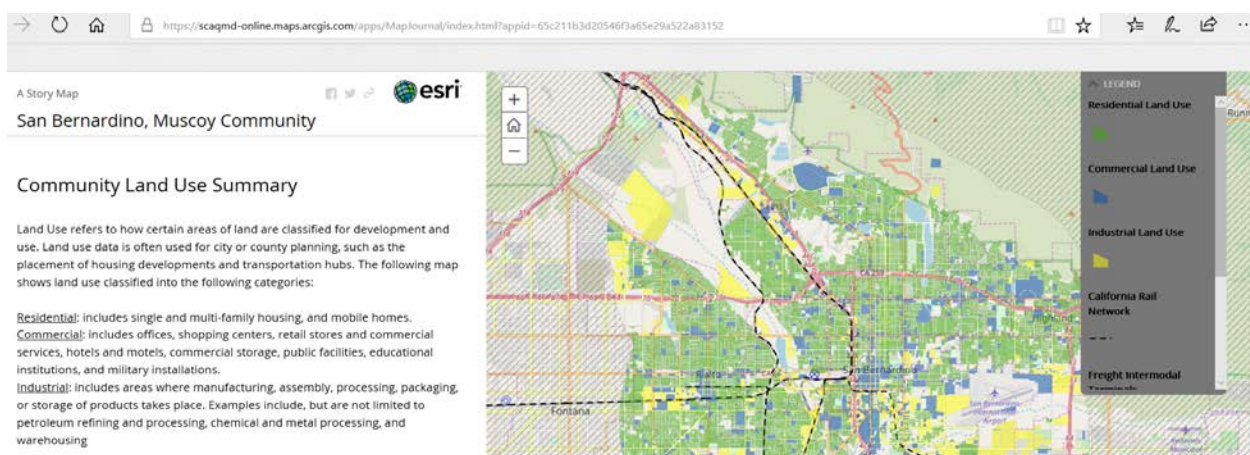 https://scaqmd-online.maps.arcgis.com/apps/MapJournal/index.html?appid=65c211b3d20546f3a65e29a522a83152
A Story Map
esri
San Bernardino, Muscoy Community
Community Land Use Summary
Land Use refers to how certain areas of land are classified for development and
use. Land use data is often used for city or county planning, such as the
placement of housing developments and transportation hubs. The following map
shows land use classified into the following categories:
Residential: includes single and multi-family housing, and mobile homes.
Commercial: includes offices, shopping centers, retail stores and commercial
services, hotels and motels, commercial storage, public facilities, educational
institutions, and military installations.
Industrial: includes areas where manufacturing, assembly, processing, packaging,
or storage of products takes place. Examples include, but are not limited to
petroleum refining and processing, chemical and metal processing, and
warehousing
+
−
LEGEND
Residential Land Use
Commercial Land Use
Industrial Land Use
California Rail
Network
Freight Intermodal
Terminals
CA 210
Highland
Rialto
San Bernardino
Fontana
San Bernardino
International
Airport